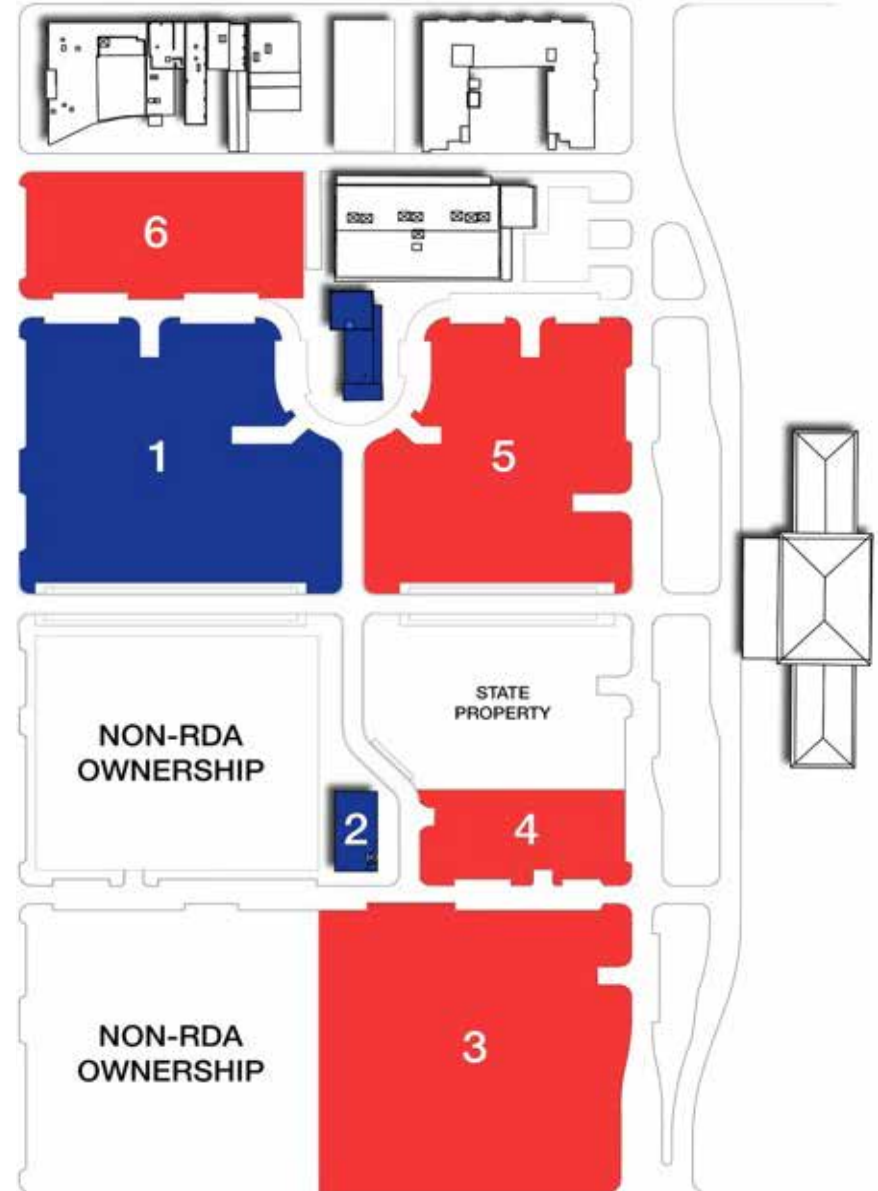 6
1
5
STATE
PROPERTY
NON-RDA
OWNERSHIP
2
4
NON-RDA
OWNERSHIP
3